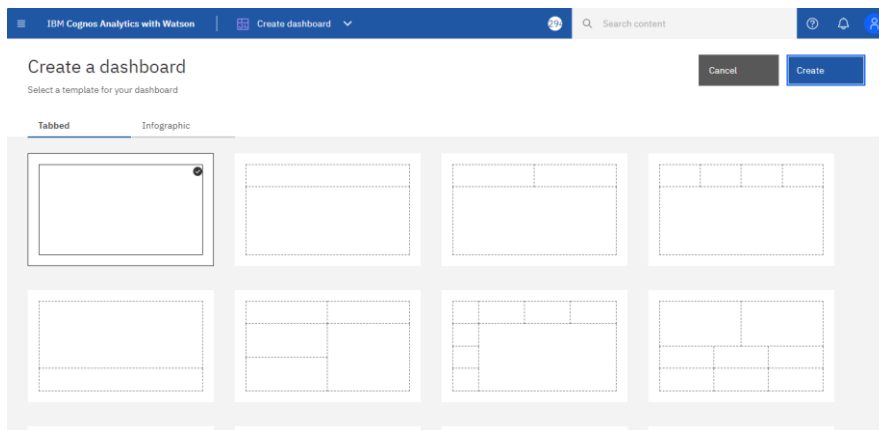 IBM Cognos Analytics with Watson
Create dashboard
Search content
Create a dashboard
Cancel
Create
Select a template for your dashboard
Tabbed
Infographic